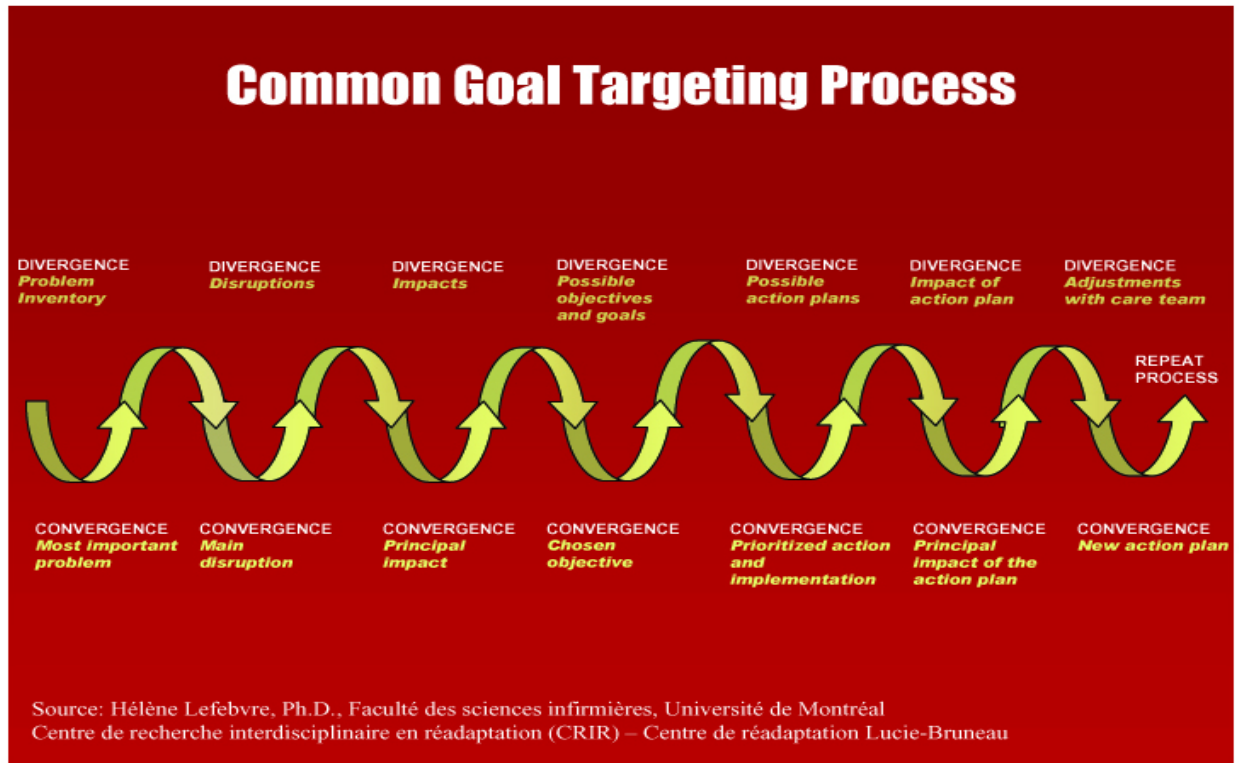 Common Goal Targeting Process
DIVERGENCE
Problem
Inventory
DIVERGENCE
Disruptions
DIVERGENCE
Impacts
DIVERGENCE
Possible
objectives
and goals
DIVERGENCE
Possible
action plans
DIVERGENCE
Impact of
action plan
DIVERGENCE
Adjustments
with care team
REPEAT
PROCESS
CONVERGENCE
Most important
problem
CONVERGENCE
Main
disruption
CONVERGENCE
Principal
impact
CONVERGENCE
Chosen
objective
CONVERGENCE
Prioritized action
and
implementation
CONVERGENCE
Principal
impact of the
action plan
CONVERGENCE
New action plan
Source: Hélène Lefebvre, Ph.D., Faculté des sciences infirmières, Université de Montréal
Centre de recherche interdisciplinaire en réadaptation (CRIR) – Centre de réadaptation Lucie-Bruneau